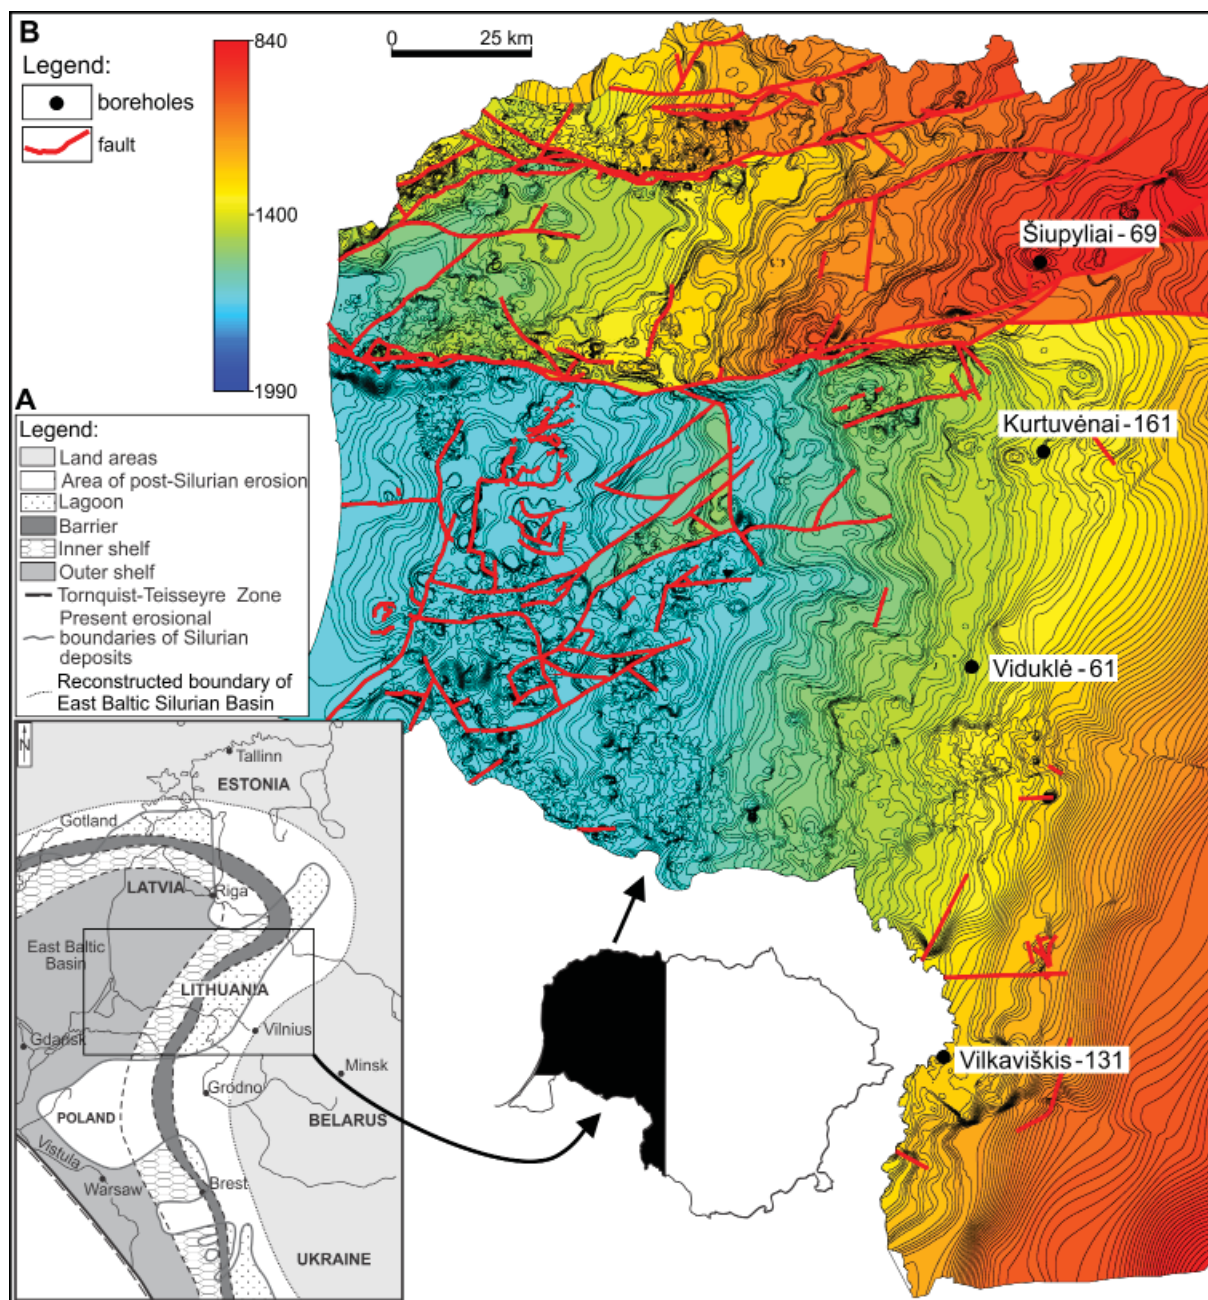 B
Legend:
boreholes
fault
840
1400
1990
0 25 km
Šiupyliai - 69
Kurtuvėnai - 161
Viduklė - 61
Vilkaviškis - 131
A
Legend:
Land areas
Area of post-Silurian erosion
Lagoon
Barrier
Inner shelf
Outer shelf
Tornquist-Teisseyre Zone
Present erosional
boundaries of Silurian
deposits
Reconstructed boundary of
East Baltic Silurian Basin
N
Tallinn
ESTONIA
Gotland
LATVIA
Riga
East Baltic
Basin
LITHUANIA
Vilnius
Gdańsk
Minsk
Grodno
POLAND
BELARUS
Vistula
Warsaw
Brest
UKRAINE